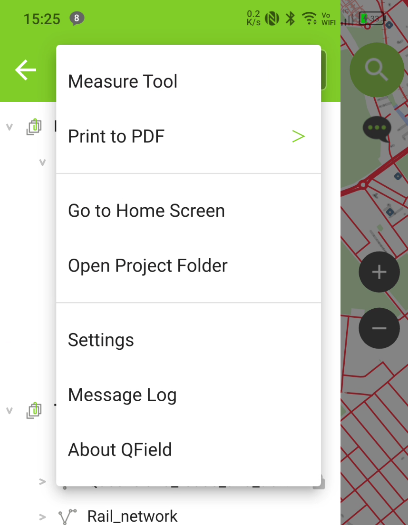 15:25 8 0.2 K/s Vo WiFi
Measure Tool
Print to PDF >
Go to Home Screen
Open Project Folder
Settings
Message Log
About QField
Rail_network